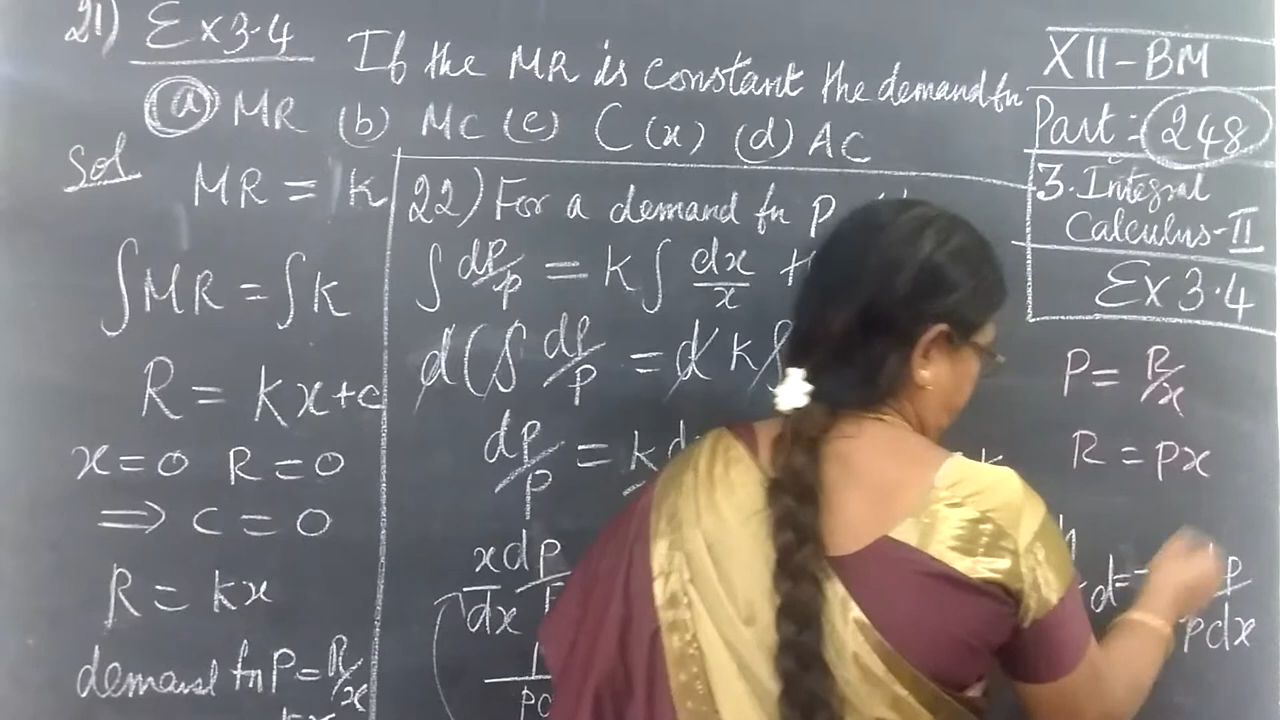 21) Ex 3.4 If the MR is constant the demand fn
(a) MR (b) MC (c) C(x) (d) AC
Sol
MR = k
∫MR = ∫k
R = kx+c
x=0 R=0
⇒ c = 0
R = kx
demand fn P = R/x
kx
22) For a demand fn p
∫ dp/p = k∫ dx/x +
d(∫ dp/p = d k∫
dp/p = k
xdp
dx
XII-BM
Part: 248
3. Integral
Calculus-II
Ex 3.4
P = R/x
R = px
d = p
pdx